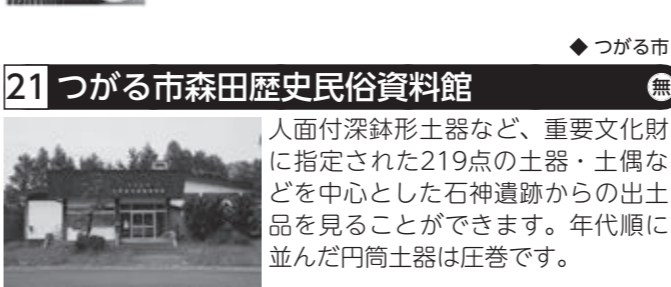 ◆ つがる市
21 つがる市森田歴史民俗資料館 無
人面付深鉢形土器など、重要文化財
に指定された219点の土器・土偶な
どを中心とした石神遺跡からの出土
品を見ることができます。年代順に
並んだ円筒土器は圧巻です。